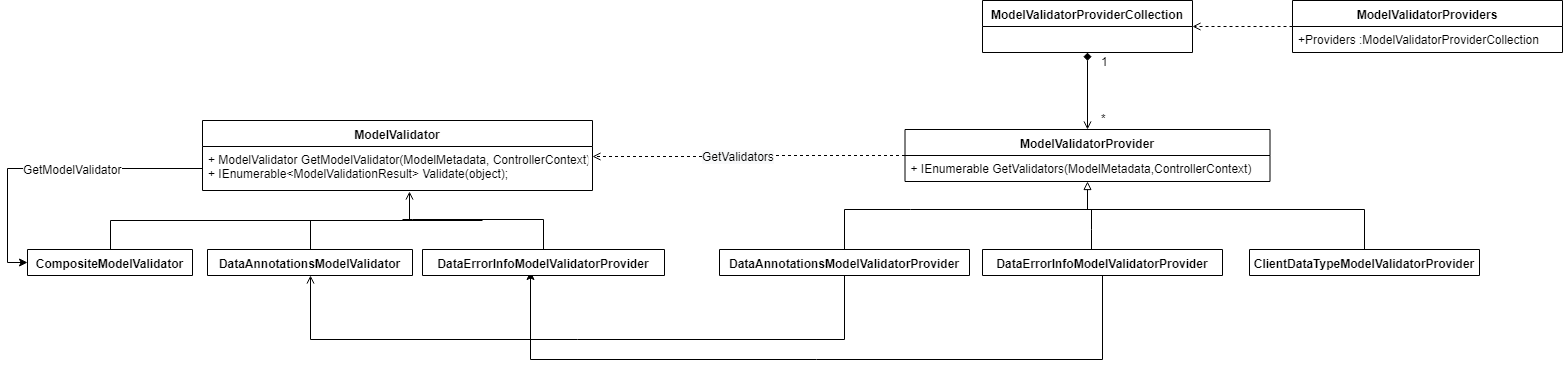 ModelValidatorProviderCollection
ModelValidatorProviders
+Providers :ModelValidatorProviderCollection
1
*
ModelValidator
+ ModelValidator GetModelValidator(ModelMetadata, ControllerContext)
+ IEnumerable<ModelValidationResult> Validate(object);
ModelValidatorProvider
+ IEnumerable GetValidators(ModelMetadata,ControllerContext)
GetValidators
GetModelValidator
CompositeModelValidator
DataAnnotationsModelValidator
DataErrorInfoModelValidatorProvider
DataAnnotationsModelValidatorProvider
DataErrorInfoModelValidatorProvider
ClientDataTypeModelValidatorProvider